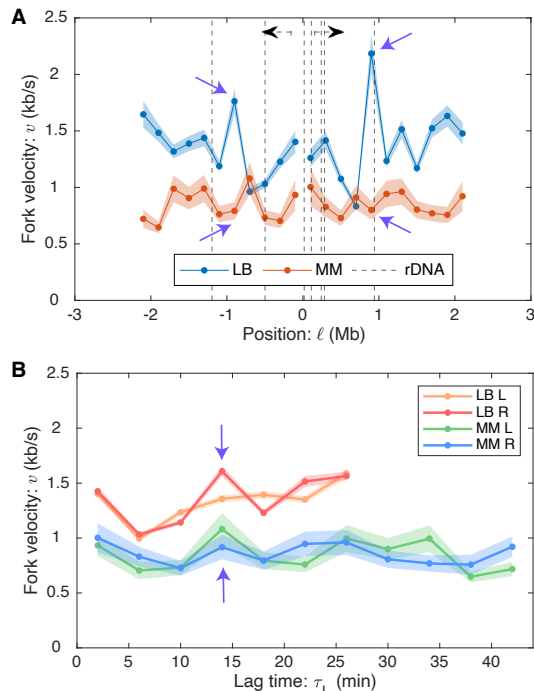 A
2.5
2
1.5
1
0.5
0
Fork velocity: v (kb/s)
LB MM rDNA
-3 -2 -1 0 1 2 3
Position: ℓ (Mb)
B
2.5
2
1.5
1
0.5
0
Fork velocity: v (kb/s)
LB L
LB R
MM L
MM R
0 5 10 15 20 25 30 35 40
Lag time: τ (min)